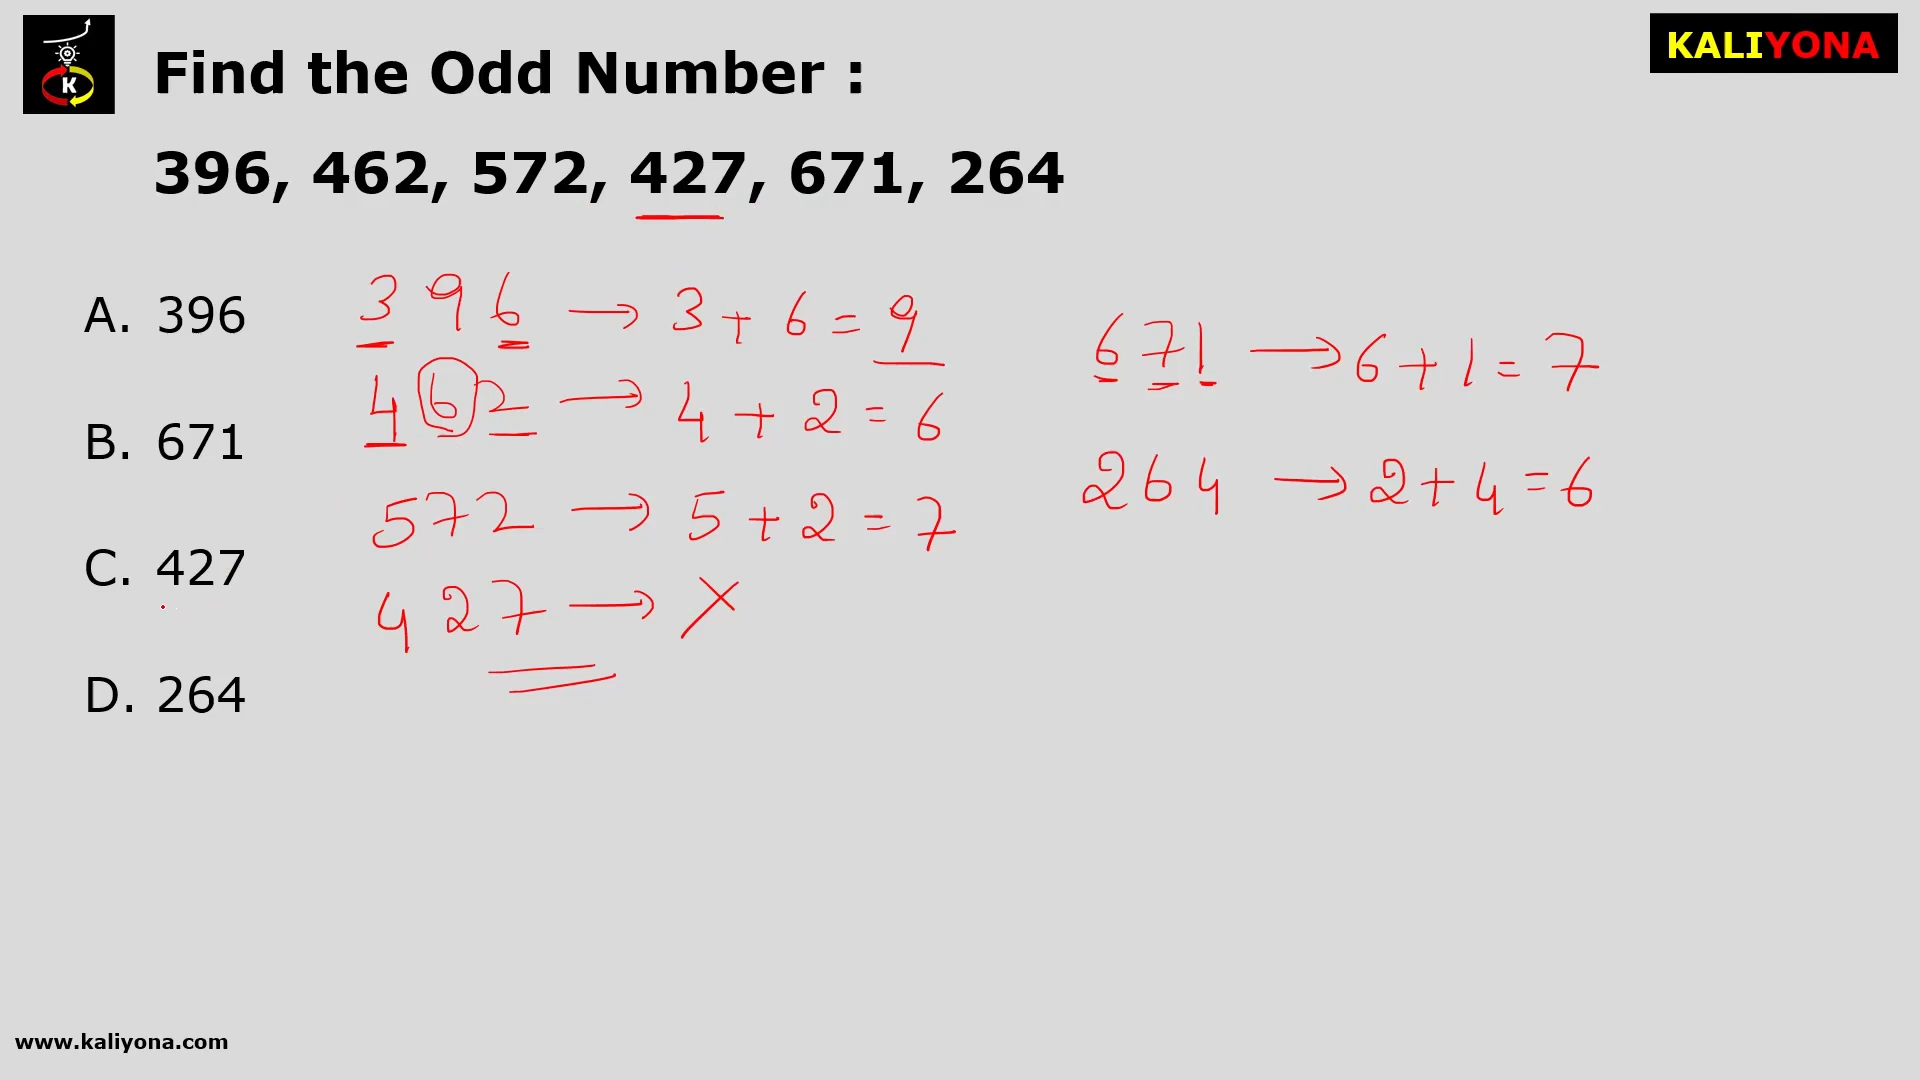 K
KALIYONA
Find the Odd Number :
396, 462, 572, 427, 671, 264
A. 396
B. 671
C. 427
D. 264
396 → 3 + 6 = 9
462 → 4 + 2 = 6
572 → 5 + 2 = 7
427 → X
671 → 6 + 1 = 7
264 → 2 + 4 = 6
www.kaliyona.com